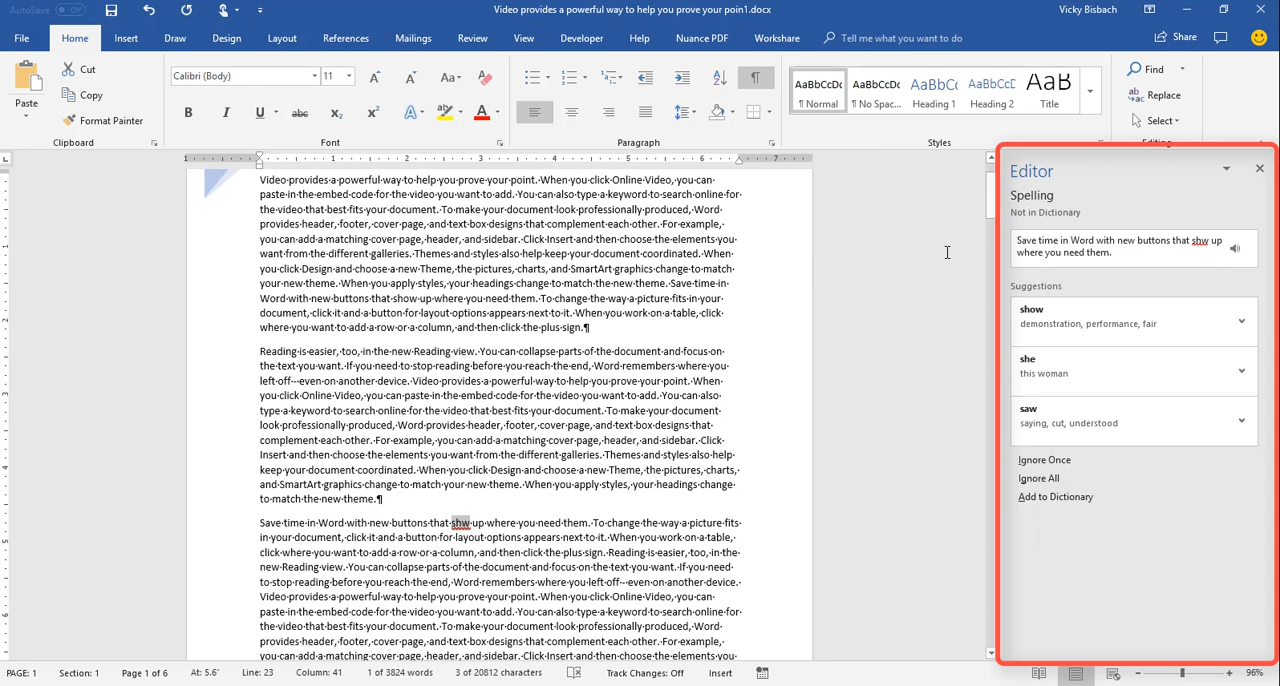 AutoSave Off
Video provides a powerful way to help you prove your poin1.docx
Vicky Bisbach
File Home Insert Draw Design Layout References Mailings Review View Developer Help Nuance PDF Workshare Tell me what you want to do Share
Paste
Cut
Copy
Format Painter
Clipboard
Calibri (Body) 11
Aa
B I U abc X₂ X² A A
Font
Paragraph
AaBbCcDc AaBbCcDc AaBbCc AaBbCcE AaB
¶ Normal ¶ No Spac... Heading 1 Heading 2 Title
Styles
Find
Replace
Select
Editing
1 1 2 3 4 5 6 7
Video·provides·a·powerful·way·to·help·you·prove·your·point.·When·you·click·Online·Video,·you·can·
paste·in·the·embed·code·for·the·video·you·want·to·add.·You·can·also·type·a·keyword·to·search·online·for·
the·video·that·best·fits·your·document.·To·make·your·document·look·professionally·produced,·Word·
provides·header,·footer,·cover·page,·and·text·box·designs·that·complement·each·other.·For·example,·
you·can·add·a·matching·cover·page,·header,·and·sidebar.·Click·Insert·and·then·choose·the·elements·you·
want·from·the·different·galleries.·Themes·and·styles·also·help·keep·your·document·coordinated.·When·
you·click·Design·and·choose·a·new·Theme,·the·pictures,·charts,·and·SmartArt·graphics·change·to·match·
your·new·theme.·When·you·apply·styles,·your·headings·change·to·match·the·new·theme.·Save·time·in·
Word·with·new·buttons·that·show·up·where·you·need·them.·To·change·the·way·a·picture·fits·in·your·
document,·click·it·and·a·button·for·layout·options·appears·next·to·it.·When·you·work·on·a·table,·click·
where·you·want·to·add·a·row·or·a·column,·and·then·click·the·plus·sign.¶
Reading·is·easier,·too,·in·the·new·Reading·view.·You·can·collapse·parts·of·the·document·and·focus·on·
the·text·you·want.·If·you·need·to·stop·reading·before·you·reach·the·end,·Word·remembers·where·you·
left·off·-·even·on·another·device.·Video·provides·a·powerful·way·to·help·you·prove·your·point.·When·
you·click·Online·Video,·you·can·paste·in·the·embed·code·for·the·video·you·want·to·add.·You·can·also·
type·a·keyword·to·search·online·for·the·video·that·best·fits·your·document.·To·make·your·document·
look·professionally·produced,·Word·provides·header,·footer,·cover·page,·and·text·box·designs·that·
complement·each·other.·For·example,·you·can·add·a·matching·cover·page,·header,·and·sidebar.·Click·
Insert·and·then·choose·the·elements·you·want·from·the·different·galleries.·Themes·and·styles·also·help·
keep·your·document·coordinated.·When·you·click·Design·and·choose·a·new·Theme,·the·pictures,·charts,·
and·SmartArt·graphics·change·to·match·your·new·theme.·When·you·apply·styles,·your·headings·change·
to·match·the·new·theme.¶
Save·time·in·Word·with·new·buttons·that·shw·up·where·you·need·them.·To·change·the·way·a·picture·fits·
in·your·document,·click·it·and·a·button·for·layout·options·appears·next·to·it.·When·you·work·on·a·table,·
click·where·you·want·to·add·a·row·or·a·column,·and·then·click·the·plus·sign.·Reading·is·easier,·too,·in·the·
new·Reading·view.·You·can·collapse·parts·of·the·document·and·focus·on·the·text·you·want.·If·you·need·
to·stop·reading·before·you·reach·the·end,·Word·remembers·where·you·left·off·-·even·on·another·device.·
Video·provides·a·powerful·way·to·help·you·prove·your·point.·When·you·click·Online·Video,·you·can·
paste·in·the·embed·code·for·the·video·you·want·to·add.·You·can·also·type·a·keyword·to·search·online·for·
the·video·that·best·fits·your·document.·To·make·your·document·look·professionally·produced,·Word·
provides·header,·footer,·cover·page,·and·text·box·designs·that·complement·each·other.·For·example,·
you·can·add·a·matching·cover·page,·header,·and·sidebar.·Click·Insert·and·then·choose·the·elements·you·
Editor
Spelling
Not in Dictionary
Save time in Word with new buttons that shw up
where you need them.
Suggestions
show
demonstration, performance, fair
she
this woman
saw
saying, cut, understood
Ignore Once
Ignore All
Add to Dictionary
PAGE: 1 Section: 1 Page 1 of 6 At: 5.6" Line: 23 Column: 41 1 of 3824 words 3 of 20812 characters Track Changes: Off Insert 96%